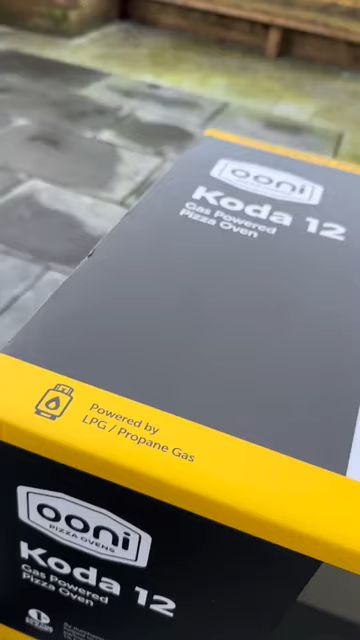 ooni
Koda 12
Gas Powered
Pizza Oven
Powered by
LPG / Propane Gas
ooni
PIZZA OVENS
Koda 12
Gas Powered
Pizza Oven